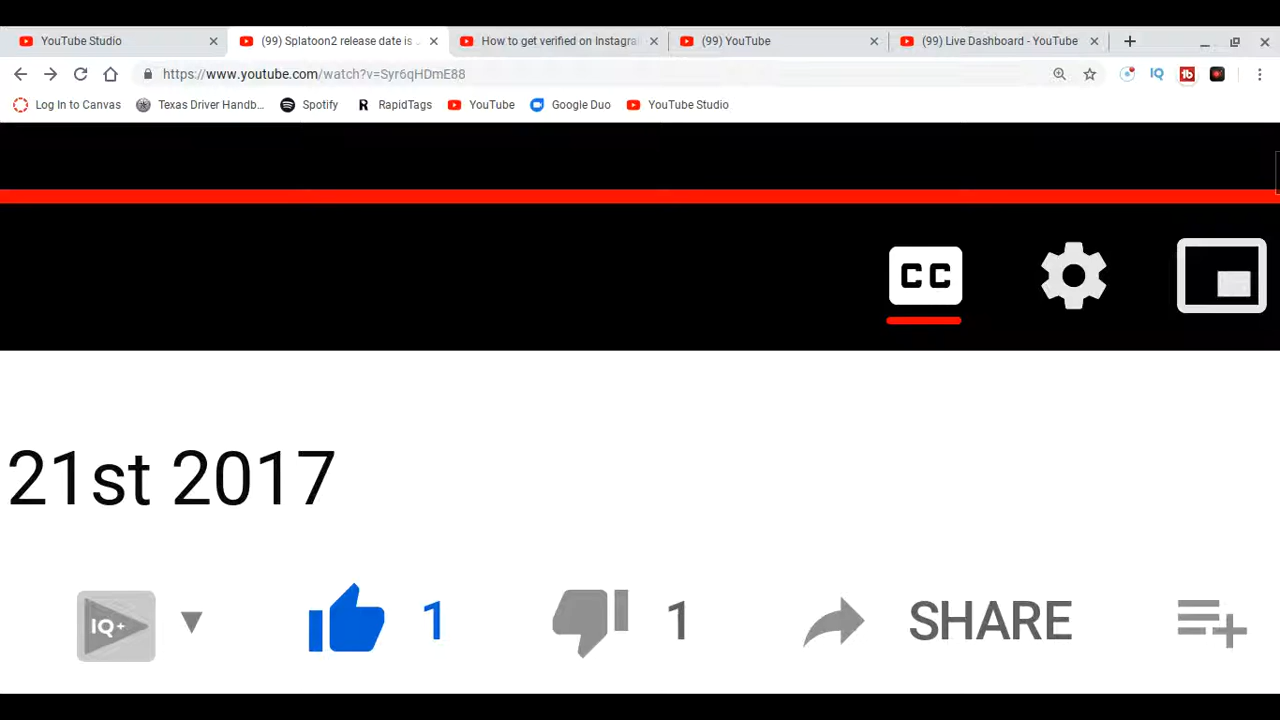 YouTube Studio
(99) Splatoon2 release date is
How to get verified on Instagra
(99) YouTube
(99) Live Dashboard - YouTube
https://www.youtube.com/watch?v=Syr6qHDmE88
IQ
Log In to Canvas
Texas Driver Handb...
Spotify
R RapidTags
YouTube
Google Duo
YouTube Studio
CC
21st 2017
IQ+
1
1
SHARE